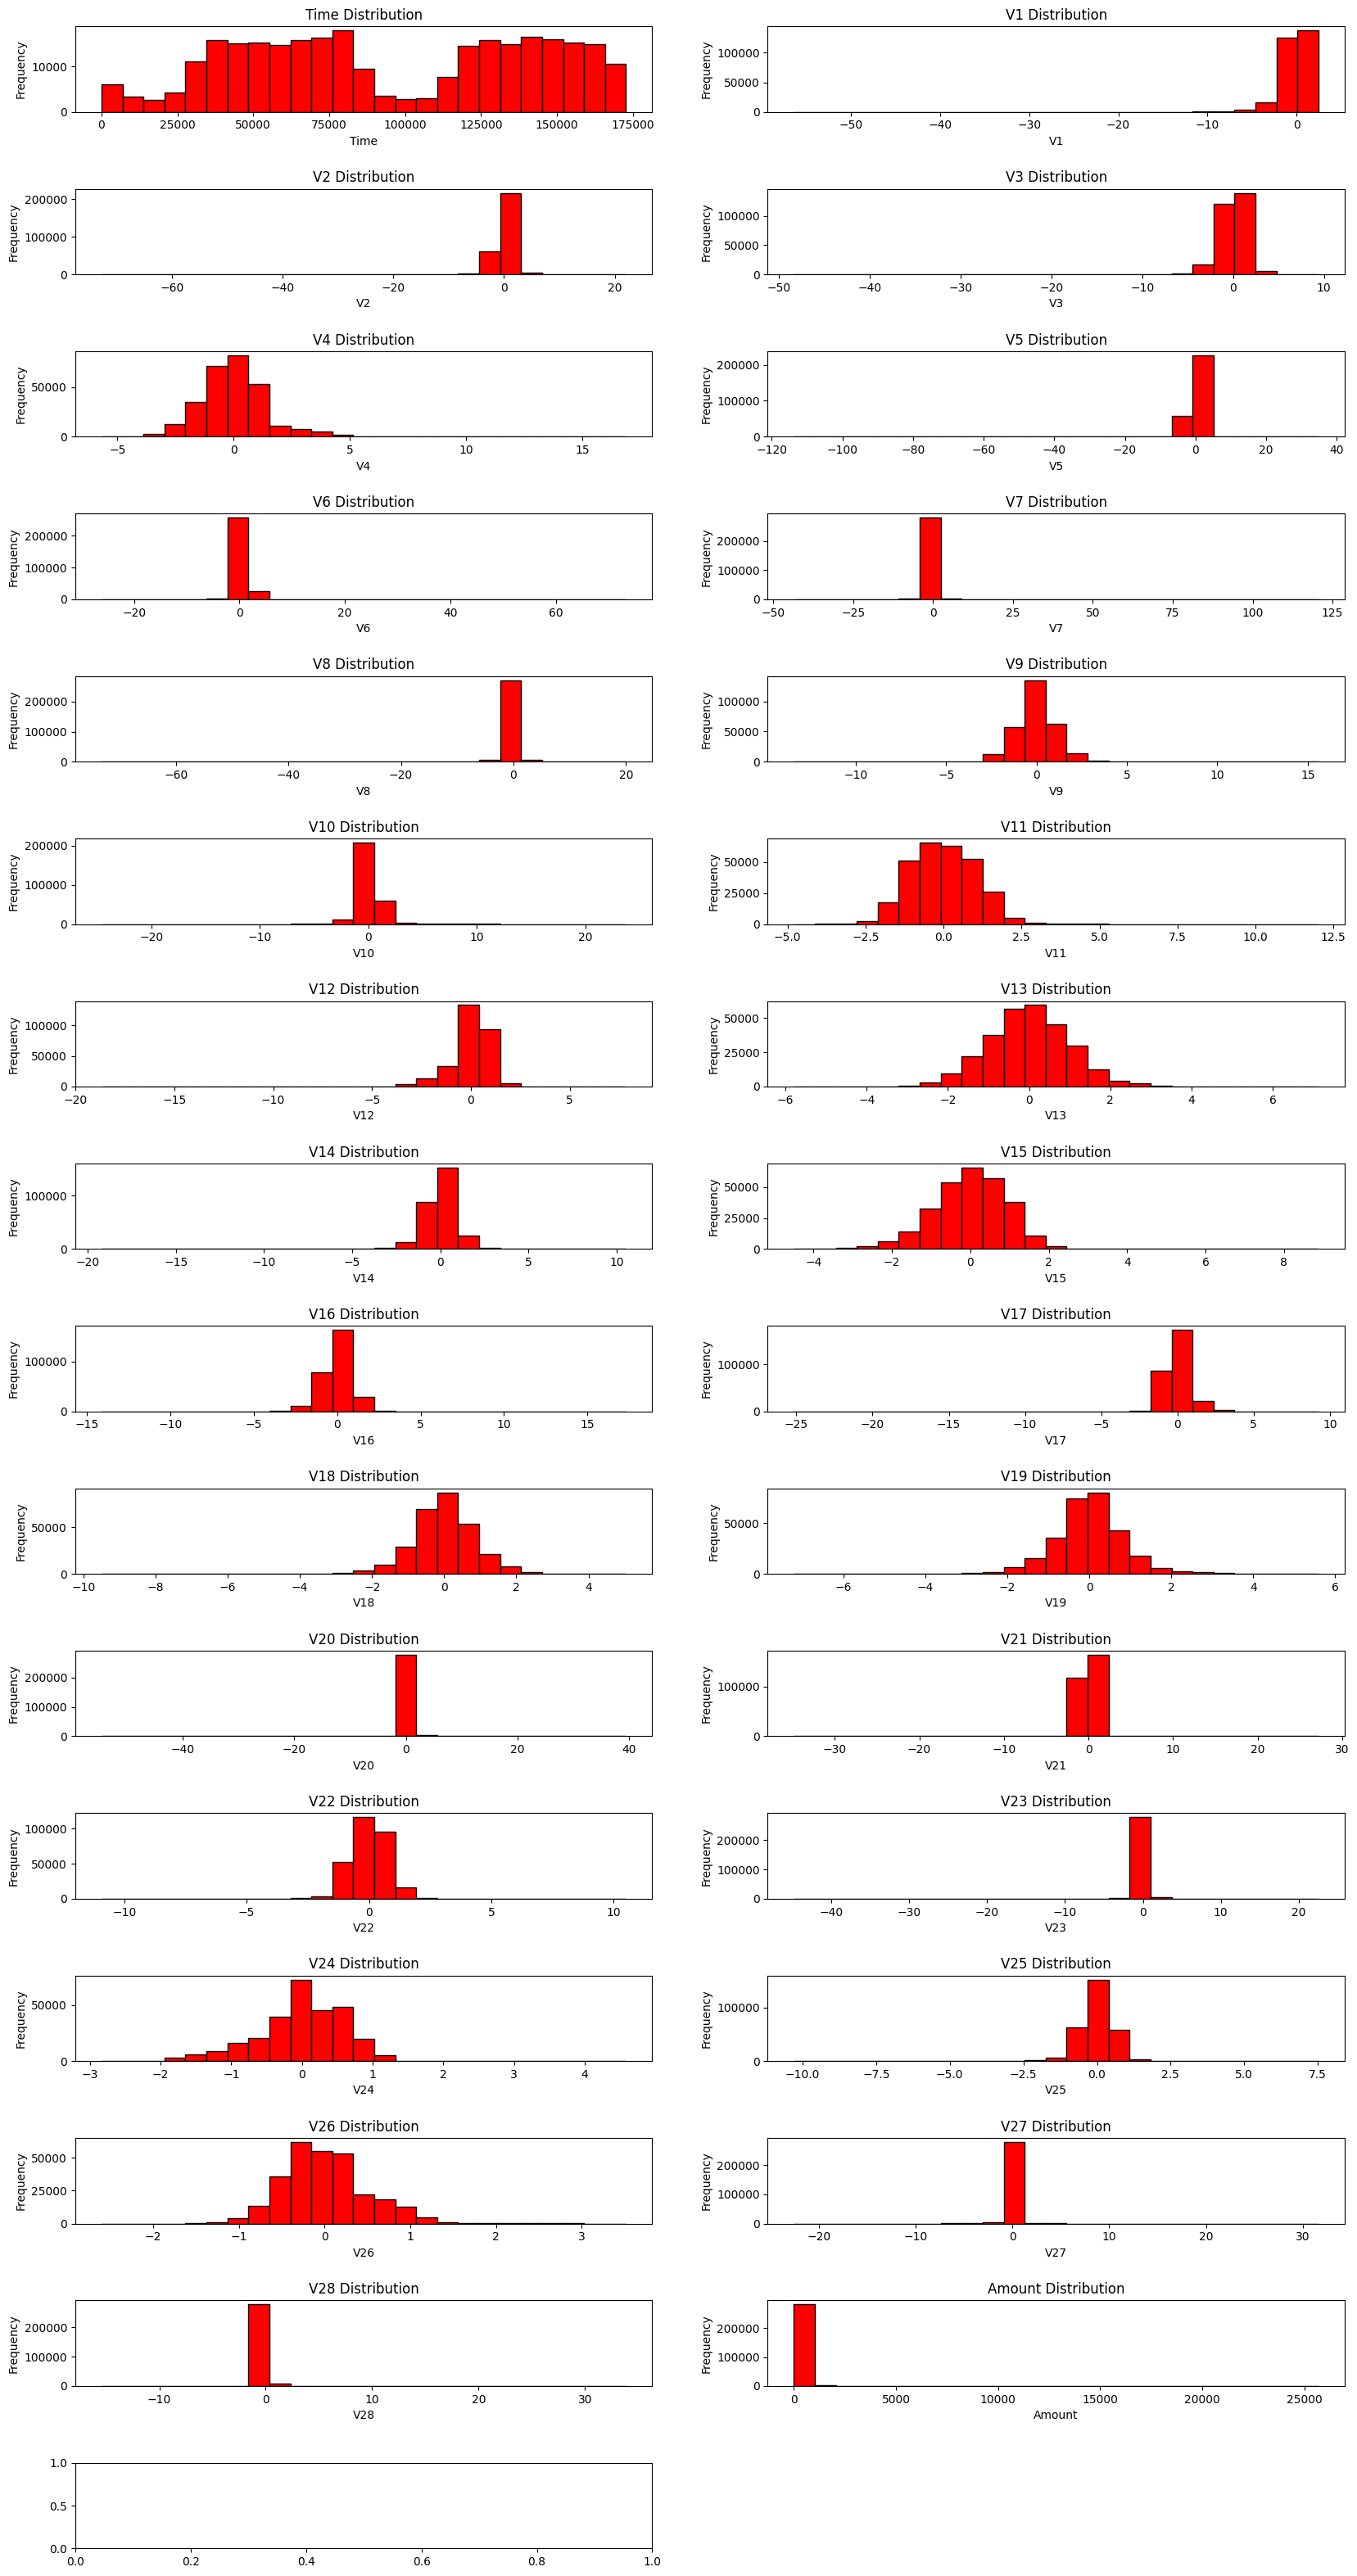 Time Distribution
Frequency
10000
0
0 25000 50000 75000 100000 125000 150000 175000
Time
V1 Distribution
Frequency
100000
50000
0
−50 −40 −30 −20 −10 0
V1
V2 Distribution
Frequency
200000
100000
0
−60 −40 −20 0 20
V2
V3 Distribution
Frequency
100000
50000
0
−50 −40 −30 −20 −10 0 10
V3
V4 Distribution
Frequency
50000
0
−5 0 5 10 15
V4
V5 Distribution
Frequency
200000
100000
0
−120 −100 −80 −60 −40 −20 0 20 40
V5
V6 Distribution
Frequency
200000
100000
0
−20 0 20 40 60
V6
V7 Distribution
Frequency
200000
100000
0
−50 −25 0 25 50 75 100 125
V7
V8 Distribution
Frequency
200000
100000
0
−60 −40 −20 0 20
V8
V9 Distribution
Frequency
100000
50000
0
−10 −5 0 5 10 15
V9
V10 Distribution
Frequency
200000
100000
0
−20 −10 0 10 20
V10
V11 Distribution
Frequency
50000
0
−5.0 −2.5 0.0 2.5 5.0 7.5 10.0 12.5
V11
V12 Distribution
Frequency
100000
50000
0
−20 −15 −10 −5 0 5
V12
V13 Distribution
Frequency
50000
25000
0
−6 −4 −2 0 2 4 6
V13
V14 Distribution
Frequency
100000
0
−20 −15 −10 −5 0 5 10
V14
V15 Distribution
Frequency
50000
25000
0
−4 −2 0 2 4 6 8
V15
V16 Distribution
Frequency
100000
0
−15 −10 −5 0 5 10 15
V16
V17 Distribution
Frequency
100000
0
−25 −20 −15 −10 −5 0 5 10
V17
V18 Distribution
Frequency
50000
0
−10 −8 −6 −4 −2 0 2 4
V18
V19 Distribution
Frequency
50000
0
−6 −4 −2 0 2 4 6
V19
V20 Distribution
Frequency
200000
100000
0
−40 −20 0 20 40
V20
V21 Distribution
Frequency
100000
0
−30 −20 −10 0 10 20 30
V21
V22 Distribution
Frequency
100000
50000
0
−10 −5 0 5 10
V22
V23 Distribution
Frequency
200000
100000
0
−40 −30 −20 −10 0 10 20
V23
V24 Distribution
Frequency
50000
0
−3 −2 −1 0 1 2 3 4
V24
V25 Distribution
Frequency
100000
0
−10.0 −7.5 −5.0 −2.5 0.0 2.5 5.0 7.5
V25
V26 Distribution
Frequency
50000
25000
0
−2 −1 0 1 2 3
V26
V27 Distribution
Frequency
200000
100000
0
−20 −10 0 10 20 30
V27
V28 Distribution
Frequency
200000
100000
0
−10 0 10 20 30
V28
Amount Distribution
Frequency
200000
100000
0
0 5000 10000 15000 20000 25000
Amount
1.0
0.5
0.0
0.0 0.2 0.4 0.6 0.8 1.0